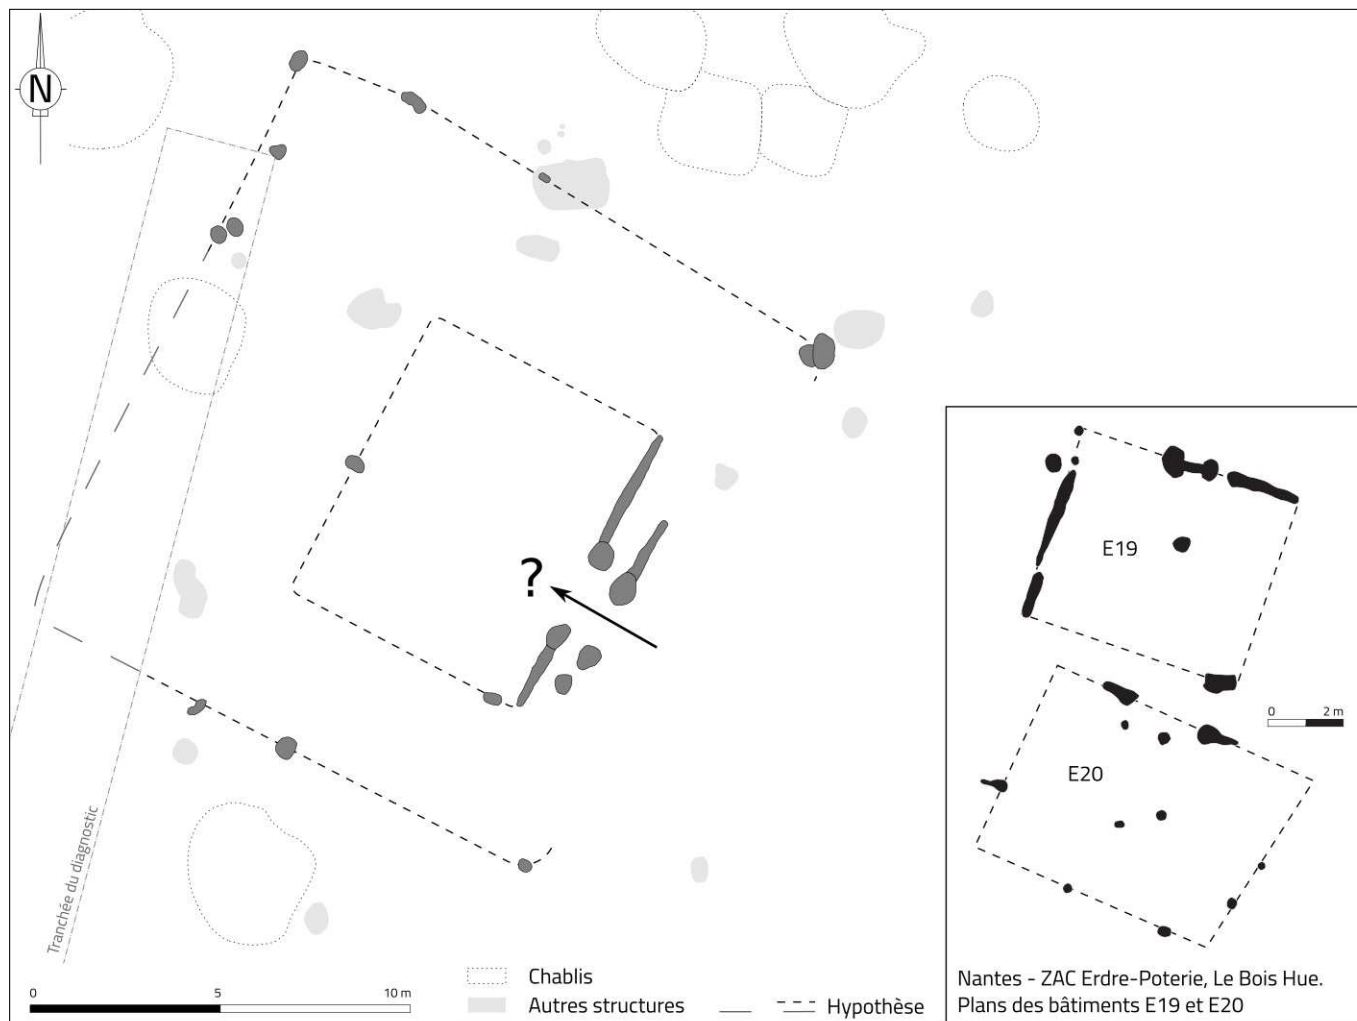 N
?
Tranchée du diagnostic
0 5 10 m
Chablis
Autres structures
Hypothèse
E19
0 2 m
E20
Nantes - ZAC Erdre-Poterie, Le Bois Hue.
Plans des bâtiments E19 et E20